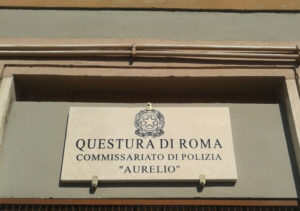 QUESTURA DI ROMA
COMMISSARIATO DI POLIZIA
"AURELIO"